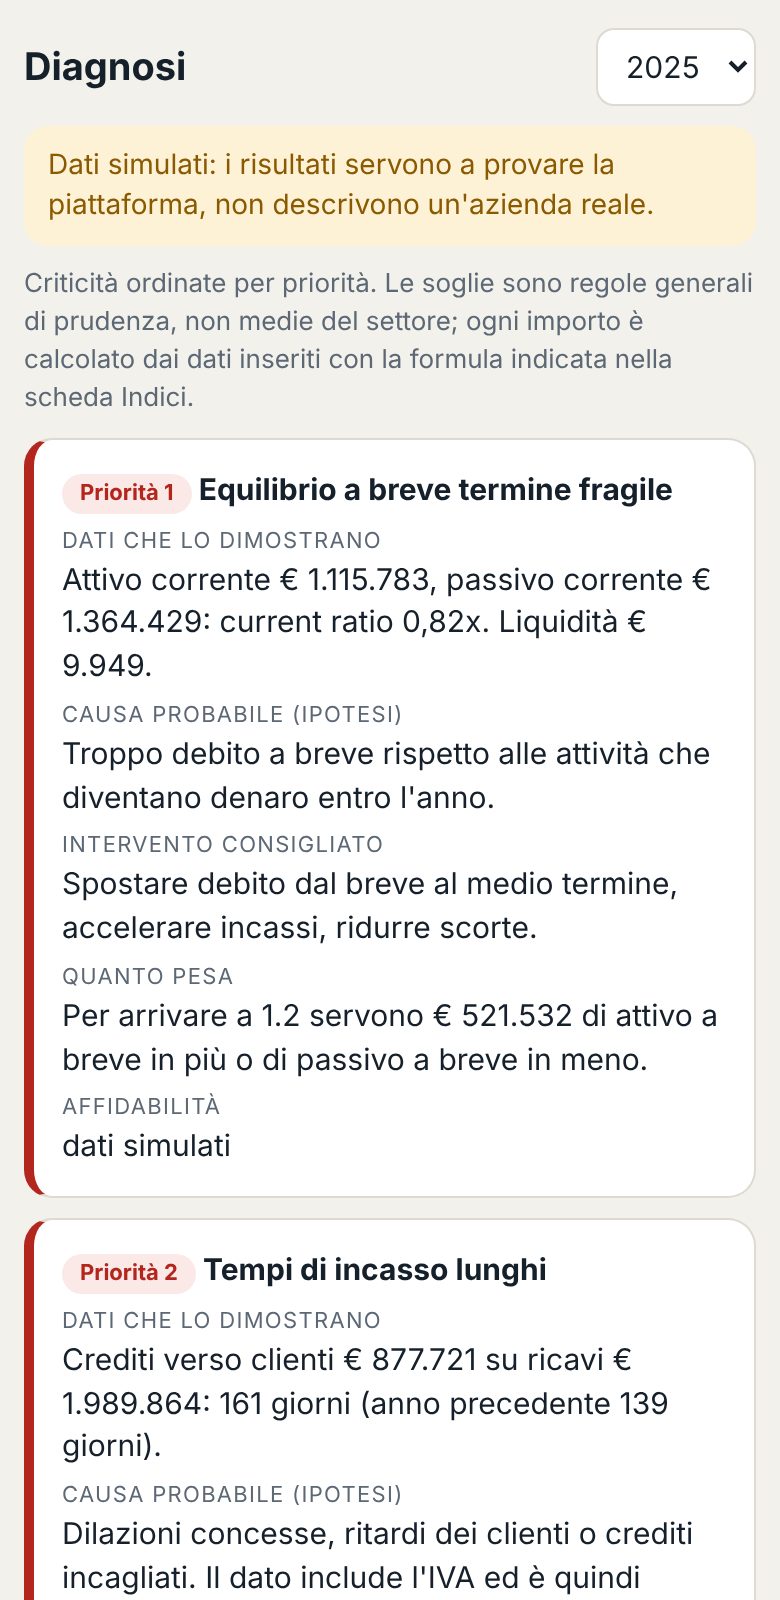 Diagnosi
2025
Dati simulati: i risultati servono a provare la
piattaforma, non descrivono un'azienda reale.
Criticità ordinate per priorità. Le soglie sono regole generali
di prudenza, non medie del settore; ogni importo è
calcolato dai dati inseriti con la formula indicata nella
scheda Indici.
Priorità 1 Equilibrio a breve termine fragile
DATI CHE LO DIMOSTRANO
Attivo corrente € 1.115.783, passivo corrente €
1.364.429: current ratio 0,82x. Liquidità €
9.949.
CAUSA PROBABILE (IPOTESI)
Troppo debito a breve rispetto alle attività che
diventano denaro entro l'anno.
INTERVENTO CONSIGLIATO
Spostare debito dal breve al medio termine,
accelerare incassi, ridurre scorte.
QUANTO PESA
Per arrivare a 1.2 servono € 521.532 di attivo a
breve in più o di passivo a breve in meno.
AFFIDABILITÀ
dati simulati
Priorità 2 Tempi di incasso lunghi
DATI CHE LO DIMOSTRANO
Crediti verso clienti € 877.721 su ricavi €
1.989.864: 161 giorni (anno precedente 139
giorni).
CAUSA PROBABILE (IPOTESI)
Dilazioni concesse, ritardi dei clienti o crediti
incagliati. Il dato include l'IVA ed è quindi